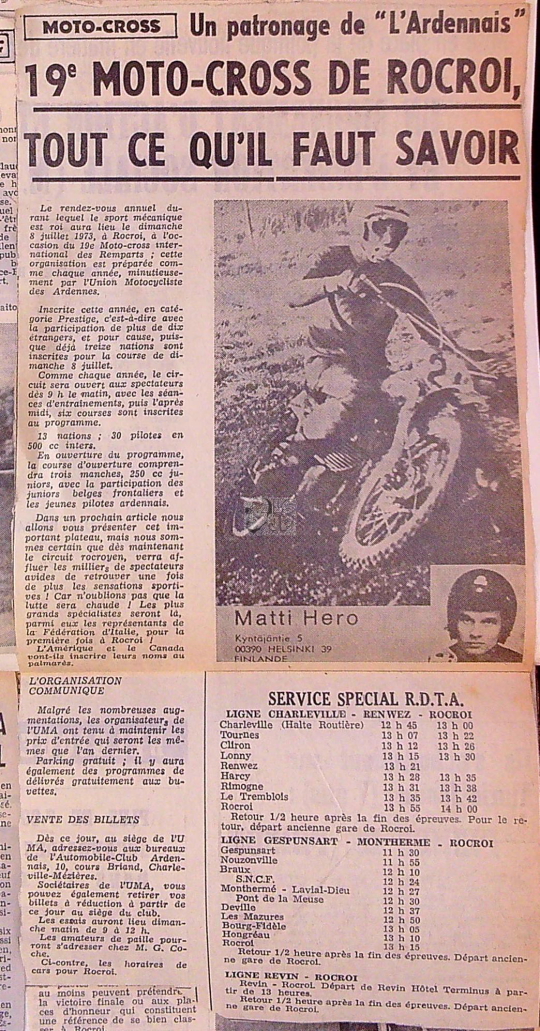 MOTO-CROSS
Un patronage de "L'Ardennais"
19e MOTO-CROSS DE ROCROI,
TOUT CE QU'IL FAUT SAVOIR
Le rendez-vous annuel du-
rant lequel le sport mécanique
est roi aura lieu le dimanche
8 juillet 1973, à Rocroi, à l'oc-
casion du 19e Moto-cross inter-
national des Remparts ; cette
organisation est préparée com-
me chaque année, minutieuse-
ment par l'Union Motocycliste
des Ardennes.
Inscrite cette année, en caté-
gorie Prestige, c'est-à-dire avec
la participation de plus de dix
étrangers, et pour cause, puis-
que déjà treize nations sont
inscrites pour la course de di-
manche 8 juillet.
Comme chaque année, le cir-
cuit sera ouvert aux spectateurs
dès 9 h le matin, avec les séan-
ces d'entrainements, puis l'après
midi, six courses sont inscrites
au programme.
13 nations ; 30 pilotes en
500 cc inters.
En ouverture du programme,
la course d'ouverture compren-
dra trois manches, 250 cc ju-
niors, avec la participation des
juniors belges frontaliers et
les jeunes pilotes ardennais.
Dans un prochain article nous
allons vous présenter cet im-
portant plateau, mais nous som-
mes certain que dès maintenant
le circuit rocroyen, verra af-
fluer les milliers de spectateurs
avides de retrouver une fois
de plus les sensations sporti-
ves ! Car n'oublions pas que la
lutte sera chaude ! Les plus
grands spécialistes seront là,
parmi eux les représentants de
la Fédération d'Italie, pour la
première fois à Rocroi !
L'Amérique et le Canada
vont-ils inscrire leurs noms au
palmarès.
Matti Hero
Kyntäjäntie 5
00390 HELSINKI 39
FINLANDE
L'ORGANISATION
COMMUNIQUE
Malgré les nombreuses aug-
mentations, les organisateurs de
l'UMA ont tenu à maintenir les
prix d'entrée qui seront les mê-
mes que l'an dernier.
Parking gratuit ; il y aura
également des programmes de
délivrés gratuitement aux bu-
vettes.
VENTE DES BILLETS
Dès ce jour, au siège de l'U
MA, adressez-vous aux bureaux
de l'Automobile-Club Arden-
nais, 10, cours Briand, Charle-
ville-Mézières.
Sociétaires de l'UMA, vous
pouvez également retirer vos
billets à réduction à partir de
ce jour au siège du club.
Les essais auront lieu diman-
che matin de 9 à 12 h.
Les amateurs de paille pour-
ront s'adresser chez M. G. Co-
che.
Ci-contre, les horaires de
cars pour Rocroi.
au moins peuvent prétendre
la victoire finale ou aux pla-
ces d'honneur qui constituent
une référence de se bien clas-
ser à Rocroi
SERVICE SPECIAL R.D.T.A.
LIGNE CHARLEVILLE - RENWEZ - ROCROI
Charleville (Halte Routière) 12 h 45 13 h 00
Tournes 13 h 07 13 h 22
Cliron 13 h 12 13 h 26
Lonny 13 h 15 13 h 30
Renwez 13 h 21
Harcy 13 h 28 13 h 35
Rimogne 13 h 31 13 h 38
Le Tremblois 13 h 35 13 h 42
Rocroi 13 h 55 14 h 00
Retour 1/2 heure après la fin des épreuves. Pour le re-
tour, départ ancienne gare de Rocroi.
LIGNE GESPUNSART - MONTHERME - ROCROI
Gespunsart 11 h 30
Nouzonville 11 h 55
Braux 12 h 10
S.N.C.F. 12 h 24
Monthermé - Laval-Dieu 12 h 27
Pont de la Meuse 12 h 30
Deville 12 h 37
Les Mazures 12 h 50
Bourg-Fidèle 13 h 05
Hongréau 13 h 10
Rocroi 13 h 15
Retour 1/2 heure après la fin des épreuves. Départ ancien-
ne gare de Rocroi.
LIGNE REVIN - ROCROI
Revin - Rocroi. Départ de Revin Hôtel Terminus à par-
tir de 13 heures.
Retour 1/2 heure après la fin des épreuves. Départ ancien-
ne gare de Rocroi.